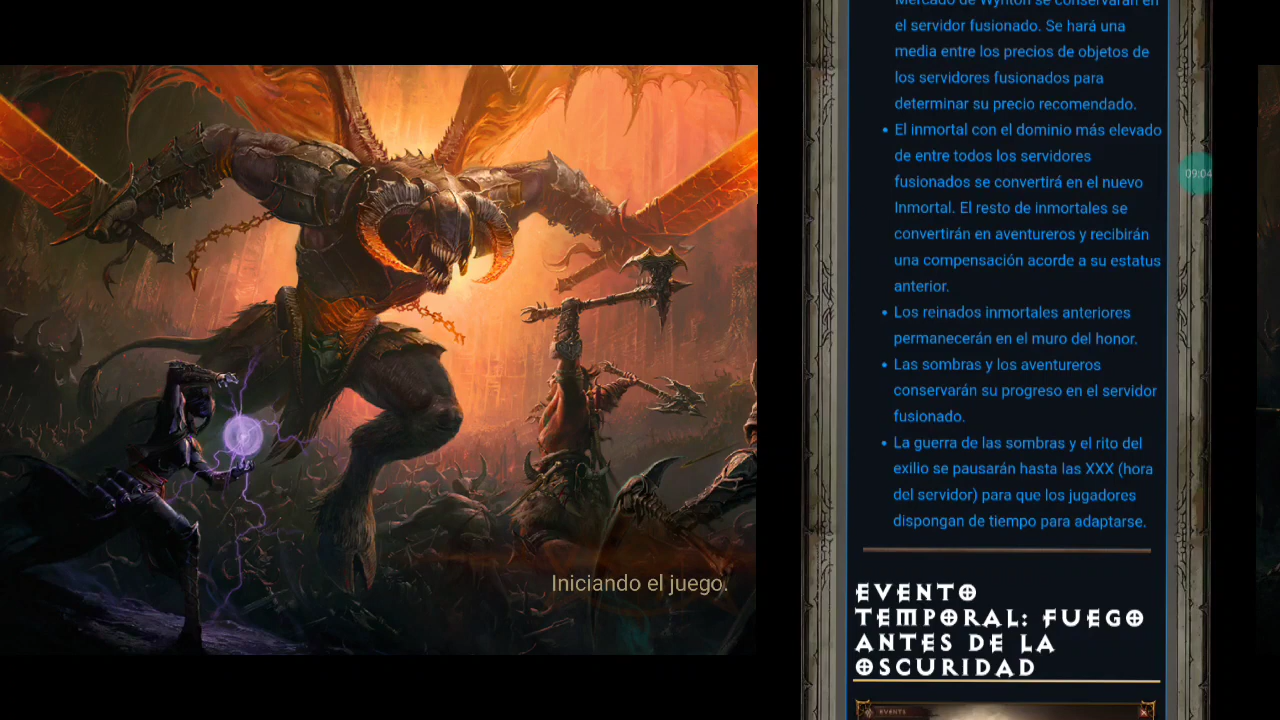 Iniciando el juego.
Mercado de Wynton se conservarán en
el servidor fusionado. Se hará una
media entre los precios de objetos de
los servidores fusionados para
determinar su precio recomendado.
• El inmortal con el dominio más elevado
de entre todos los servidores
fusionados se convertirá en el nuevo
Inmortal. El resto de inmortales se
convertirán en aventureros y recibirán
una compensación acorde a su estatus
anterior.
• Los reinados inmortales anteriores
permanecerán en el muro del honor.
• Las sombras y los aventureros
conservarán su progreso en el servidor
fusionado.
• La guerra de las sombras y el rito del
exilio se pausarán hasta las XXX (hora
del servidor) para que los jugadores
dispongan de tiempo para adaptarse.
EVENTO
TEMPORAL: FUEGO
ANTES DE LA
OSCURIDAD
EVENTS
09:04